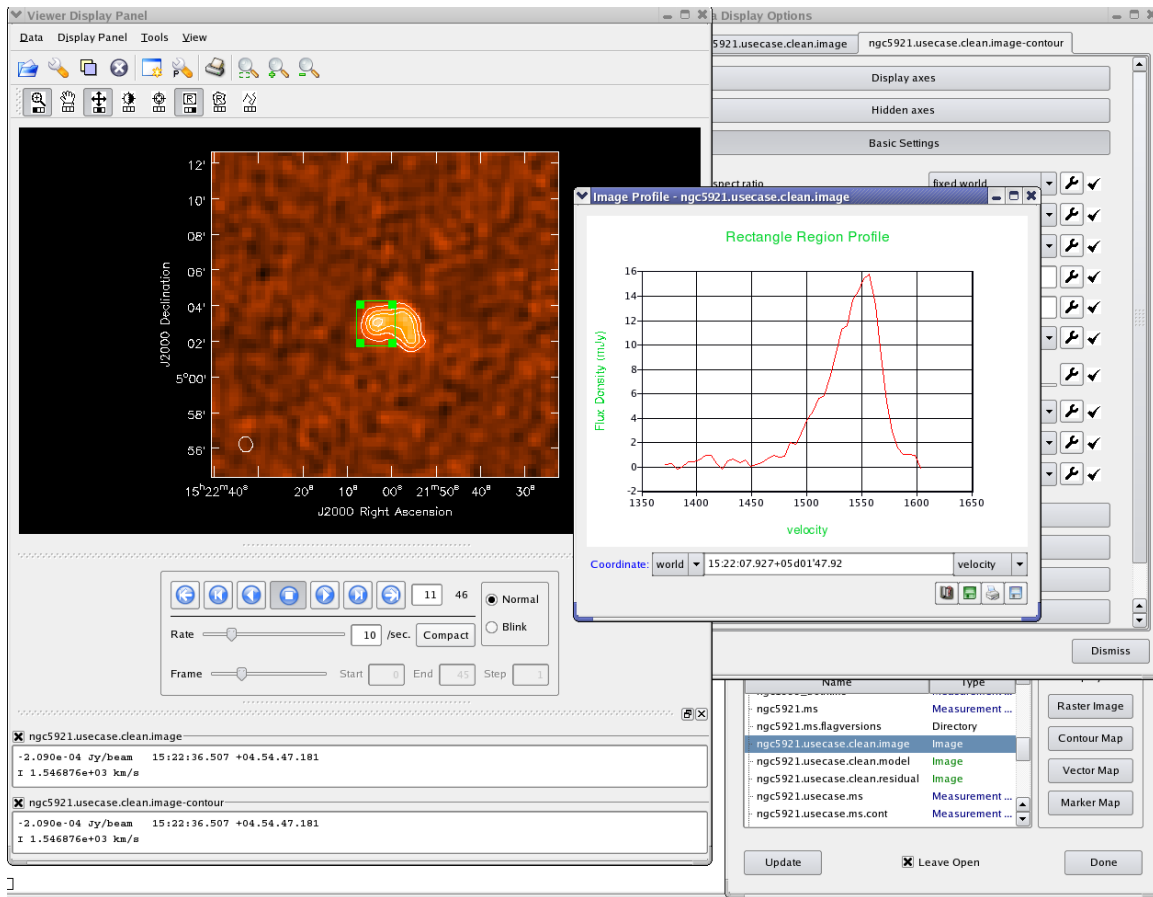 Viewer Display Panel
Data Display Panel Tools View
12'
10'
08'
06'
04'
02'
5°00'
58'
56'
J2000 Declination
15ʰ22ᵐ40ˢ 20ˢ 10ˢ 00ˢ 21ᵐ50ˢ 40ˢ 30ˢ
J2000 Right Ascension
11 46
Normal
Blink
Rate 10 /sec. Compact
Frame Start 0 End 45 Step 1
ngc5921.usecase.clean.image
-2.090e-04 Jy/beam 15:22:36.507 +04.54.47.181
I 1.546876e+03 km/s
ngc5921.usecase.clean.image-contour
-2.090e-04 Jy/beam 15:22:36.507 +04.54.47.181
I 1.546876e+03 km/s
a Display Options
5921.usecase.clean.image ngc5921.usecase.clean.image-contour
Display axes
Hidden axes
Basic Settings
spect ratio fixed world
Image Profile - ngc5921.usecase.clean.image
Rectangle Region Profile
16
14
12
10
8
6
4
2
0
-2
Flux Density (mJy)
1350 1400 1450 1500 1550 1600 1650
velocity
Coordinate: world 15:22:07.927+05d01'47.92 velocity
Dismiss
Name Type
ngc5921.ms Measurement ...
ngc5921.ms.flagversions Directory
ngc5921.usecase.clean.image Image
ngc5921.usecase.clean.model Image
ngc5921.usecase.clean.residual Image
ngc5921.usecase.ms Measurement ...
ngc5921.usecase.ms.cont Measurement ...
Raster Image
Contour Map
Vector Map
Marker Map
Update Leave Open Done